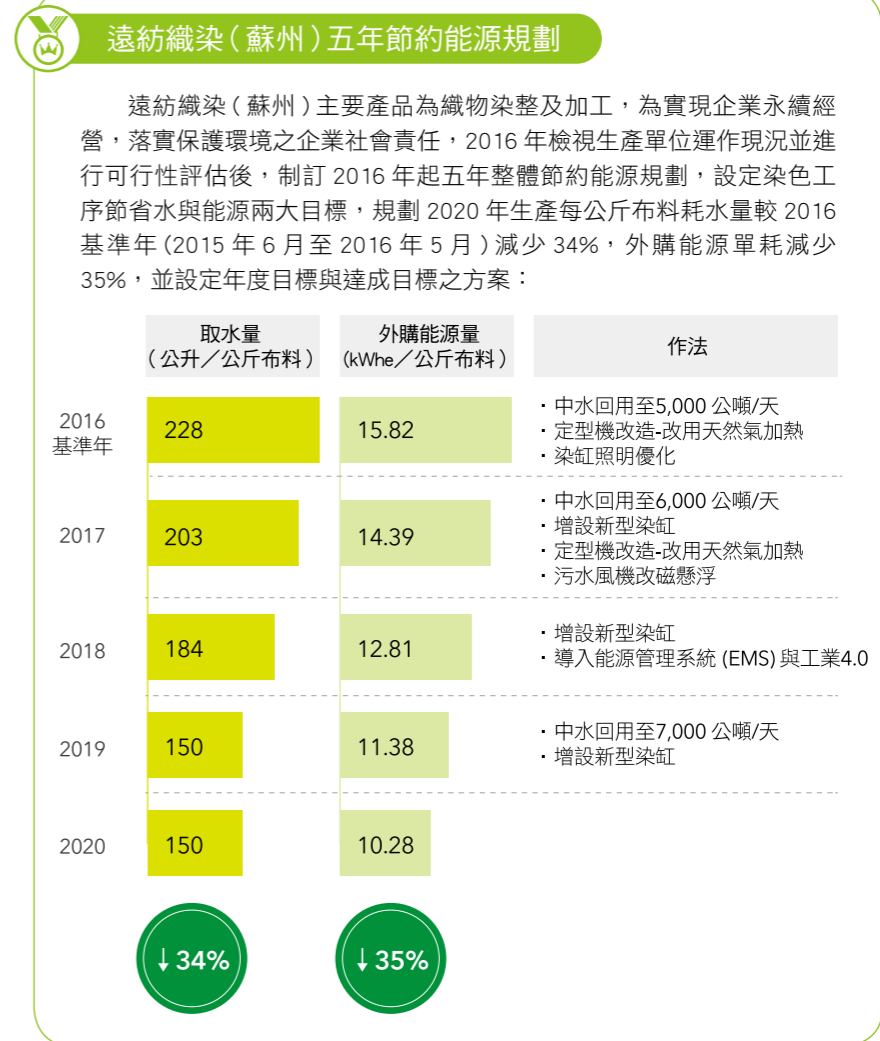 遠紡織染(蘇州)五年節約能源規劃
遠紡織染(蘇州)主要產品為織物染整及加工，為實現企業永續經
營，落實保護環境之企業社會責任，2016 年檢視生產單位運作現況並進
行可行性評估後，制訂 2016 年起五年整體節約能源規劃，設定染色工
序節省水與能源兩大目標，規劃 2020 年生產每公斤布料耗水量較 2016
基準年(2015 年 6 月至 2016 年 5 月)減少 34%，外購能源單耗減少
35%，並設定年度目標與達成目標之方案：
取水量
(公升／公斤布料)
外購能源量
(kWhe／公斤布料)
作法
2016
基準年
228
15.82
・中水回用至5,000 公噸/天
・定型機改造-改用天然氣加熱
・染缸照明優化
2017
203
14.39
・中水回用至6,000 公噸/天
・增設新型染缸
・定型機改造-改用天然氣加熱
・污水風機改磁懸浮
2018
184
12.81
・增設新型染缸
・導入能源管理系統 (EMS) 與工業4.0
2019
150
11.38
・中水回用至7,000 公噸/天
・增設新型染缸
2020
150
10.28
↓34%
↓35%